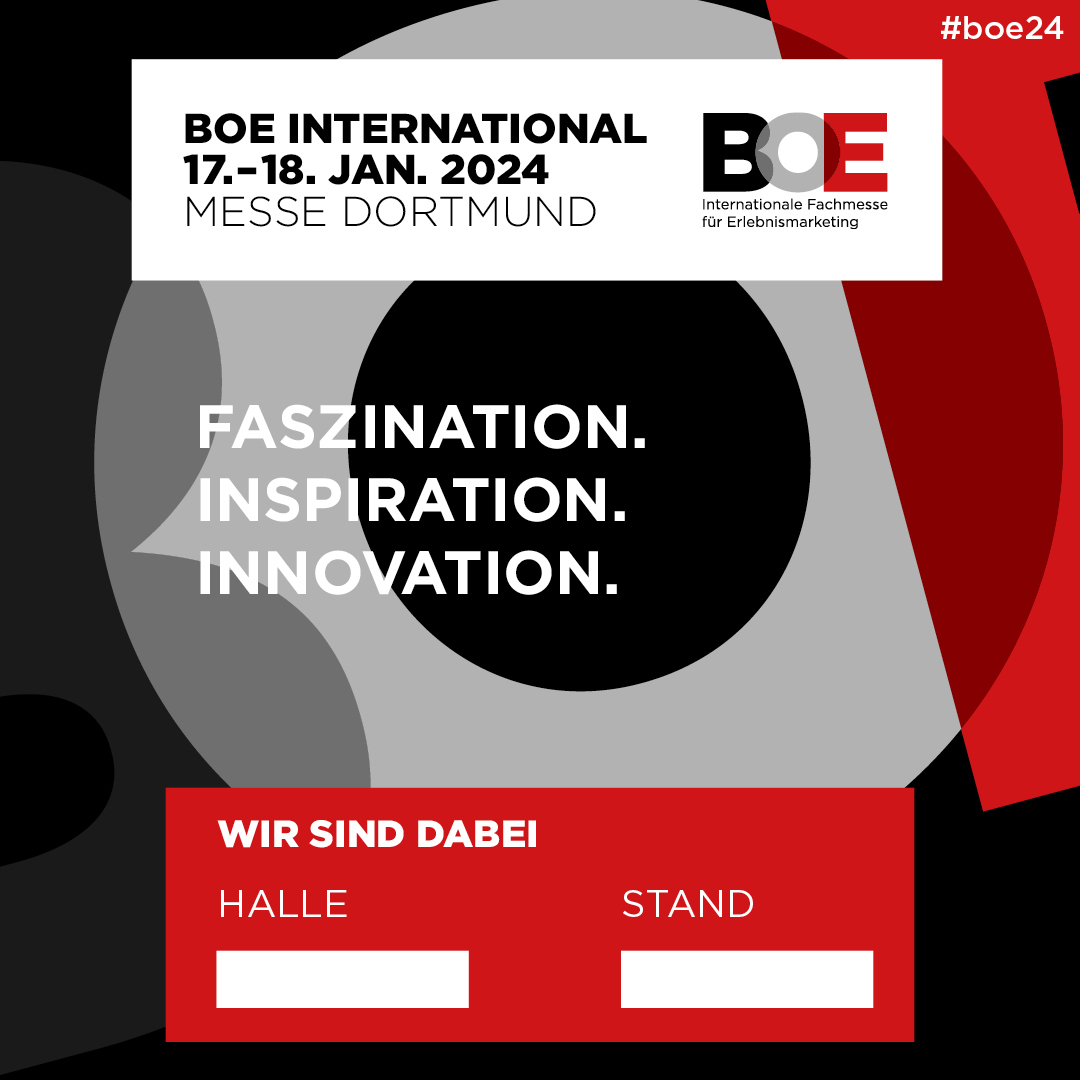 #boe24
BOE INTERNATIONAL
17.–18. JAN. 2024
MESSE DORTMUND
BOE
Internationale Fachmesse
für Erlebnismarketing
FASZINATION.
INSPIRATION.
INNOVATION.
WIR SIND DABEI
HALLE
STAND